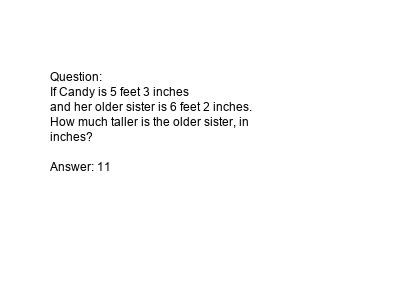 Question:
If Candy is 5 feet 3 inches
and her older sister is 6 feet 2 inches.
How much taller is the older sister, in
inches?
Answer: 11